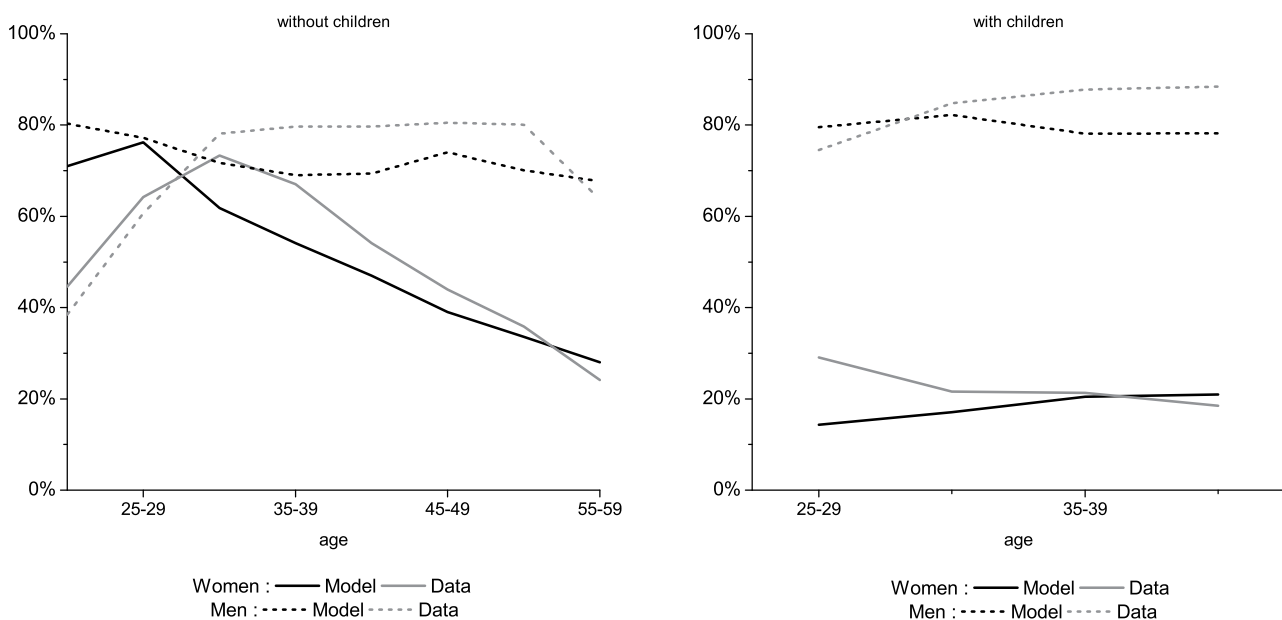 without children
100%
80%
60%
40%
20%
0%
25-29 35-39 45-49 55-59
age
Women : Model Data
Men : Model Data
with children
100%
80%
60%
40%
20%
0%
25-29 35-39
age
Women : Model Data
Men : Model Data